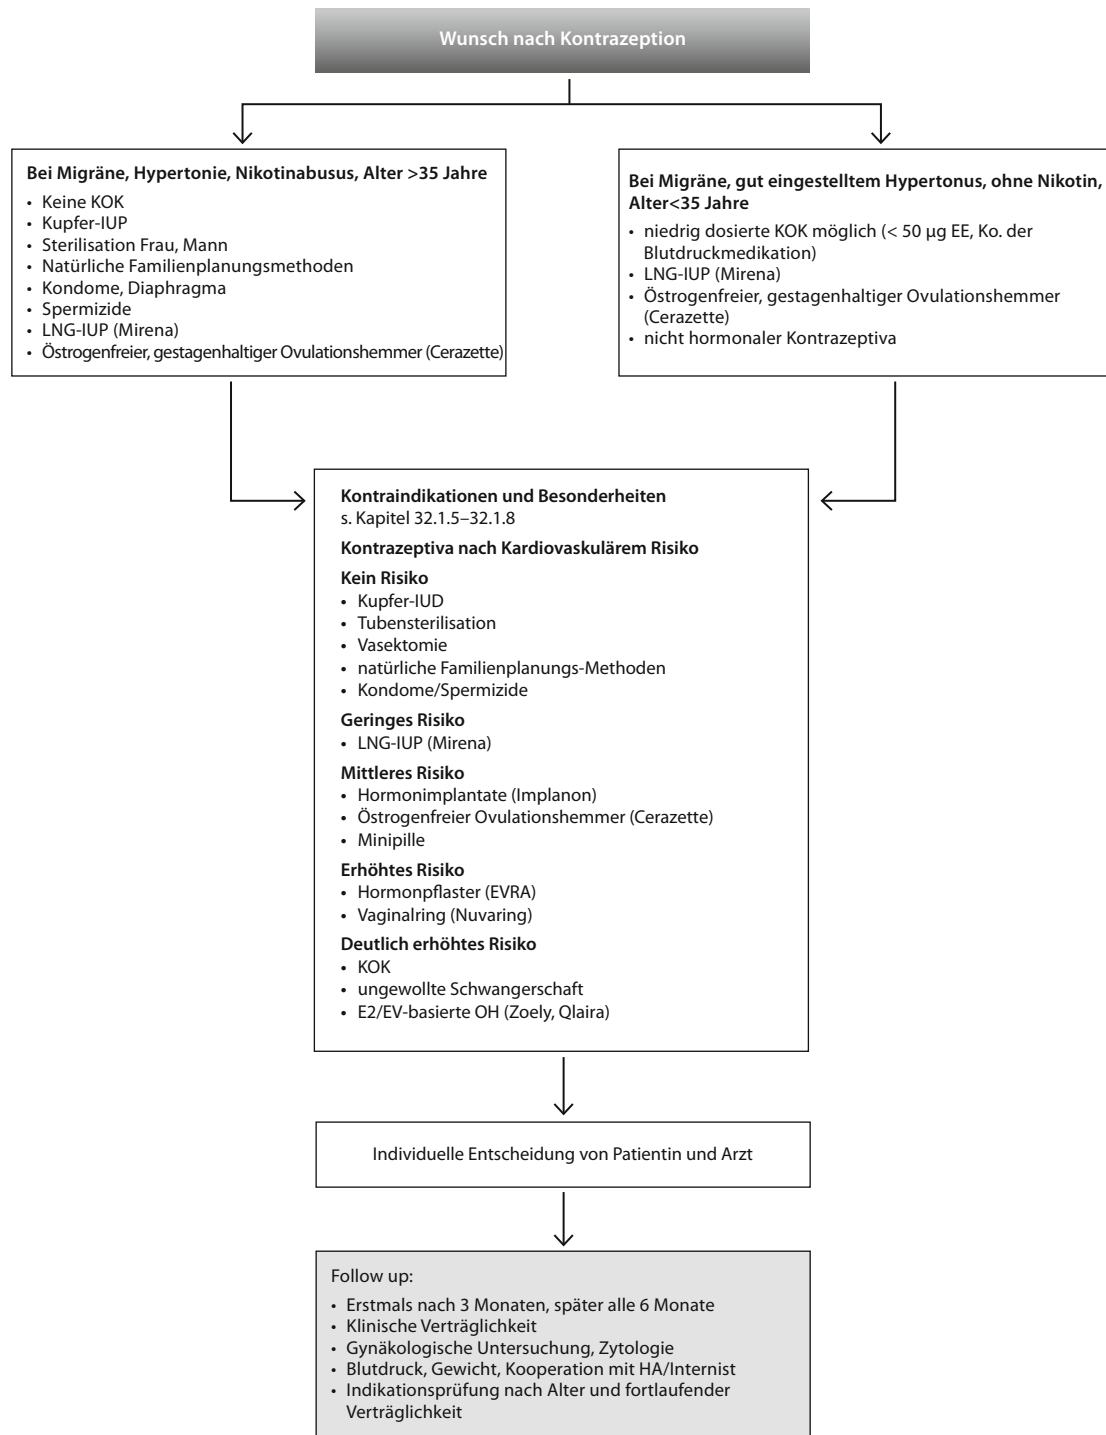 Wunsch nach Kontrazeption
Bei Migräne, Hypertonie, Nikotinabusus, Alter >35 Jahre
• Keine KOK
• Kupfer-IUP
• Sterilisation Frau, Mann
• Natürliche Familienplanungsmethoden
• Kondome, Diaphragma
• Spermizide
• LNG-IUP (Mirena)
• Östrogenfreier, gestagenhaltiger Ovulationshemmer (Cerazette)
Bei Migräne, gut eingestelltem Hypertonus, ohne Nikotin,
Alter<35 Jahre
• niedrig dosierte KOK möglich (< 50 µg EE, Ko. der
Blutdruckmedikation)
• LNG-IUP (Mirena)
• Östrogenfreier, gestagenhaltiger Ovulationshemmer
(Cerazette)
• nicht hormonaler Kontrazeptiva
Kontraindikationen und Besonderheiten
s. Kapitel 32.1.5–32.1.8
Kontrazeptiva nach Kardiovaskulärem Risiko
Kein Risiko
• Kupfer-IUD
• Tubensterilisation
• Vasektomie
• natürliche Familienplanungs-Methoden
• Kondome/Spermizide
Geringes Risiko
• LNG-IUP (Mirena)
Mittleres Risiko
• Hormonimplantate (Implanon)
• Östrogenfreier Ovulationshemmer (Cerazette)
• Minipille
Erhöhtes Risiko
• Hormonpflaster (EVRA)
• Vaginalring (Nuvaring)
Deutlich erhöhtes Risiko
• KOK
• ungewollte Schwangerschaft
• E2/EV-basierte OH (Zoely, Qlaira)
Individuelle Entscheidung von Patientin und Arzt
Follow up:
• Erstmals nach 3 Monaten, später alle 6 Monate
• Klinische Verträglichkeit
• Gynäkologische Untersuchung, Zytologie
• Blutdruck, Gewicht, Kooperation mit HA/Internist
• Indikationsprüfung nach Alter und fortlaufender
Verträglichkeit